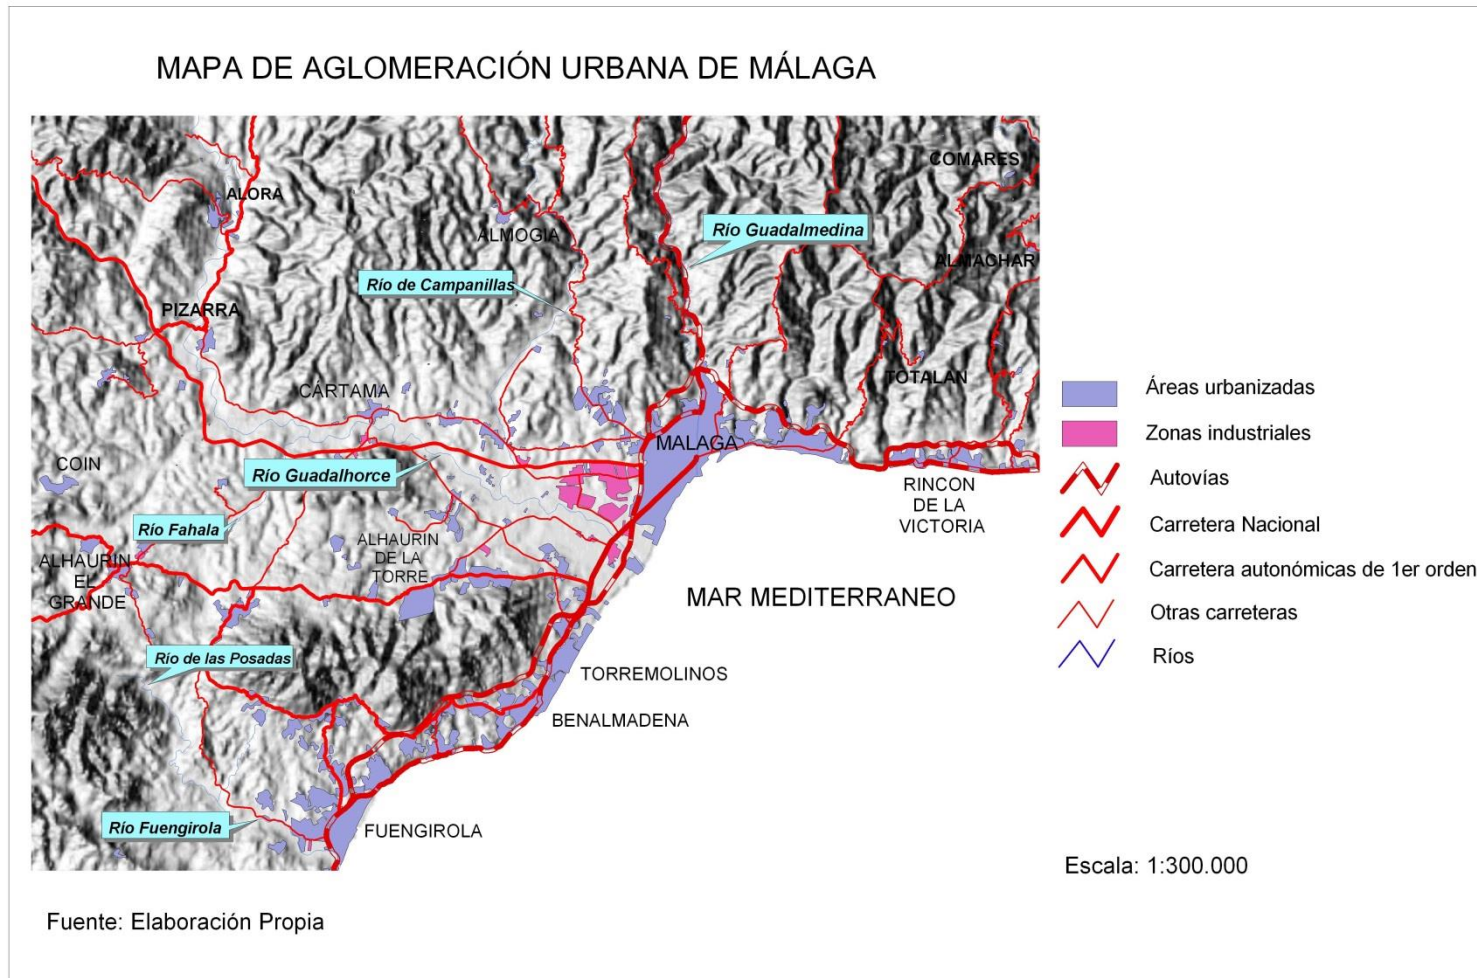 MAPA DE AGLOMERACIÓN URBANA DE MÁLAGA
COMARES
ALORA
Río Guadalmedina
ALMOGIA
ALMACHAR
Río de Campanillas
PIZARRA
TOTALAN
CÁRTAMA
Áreas urbanizadas
Zonas industriales
MALAGA
COIN
Río Guadalhorce
Autovías
RINCON
DE LA
VICTORIA
Río Fahala
Carretera Nacional
ALHAURIN
DE LA
TORRE
ALHAURIN
EL
GRANDE
Carretera autonómicas de 1er orden
MAR MEDITERRANEO
Otras carreteras
Río de las Posadas
Ríos
TORREMOLINOS
BENALMADENA
Río Fuengirola
FUENGIROLA
Escala: 1:300.000
Fuente: Elaboración Propia